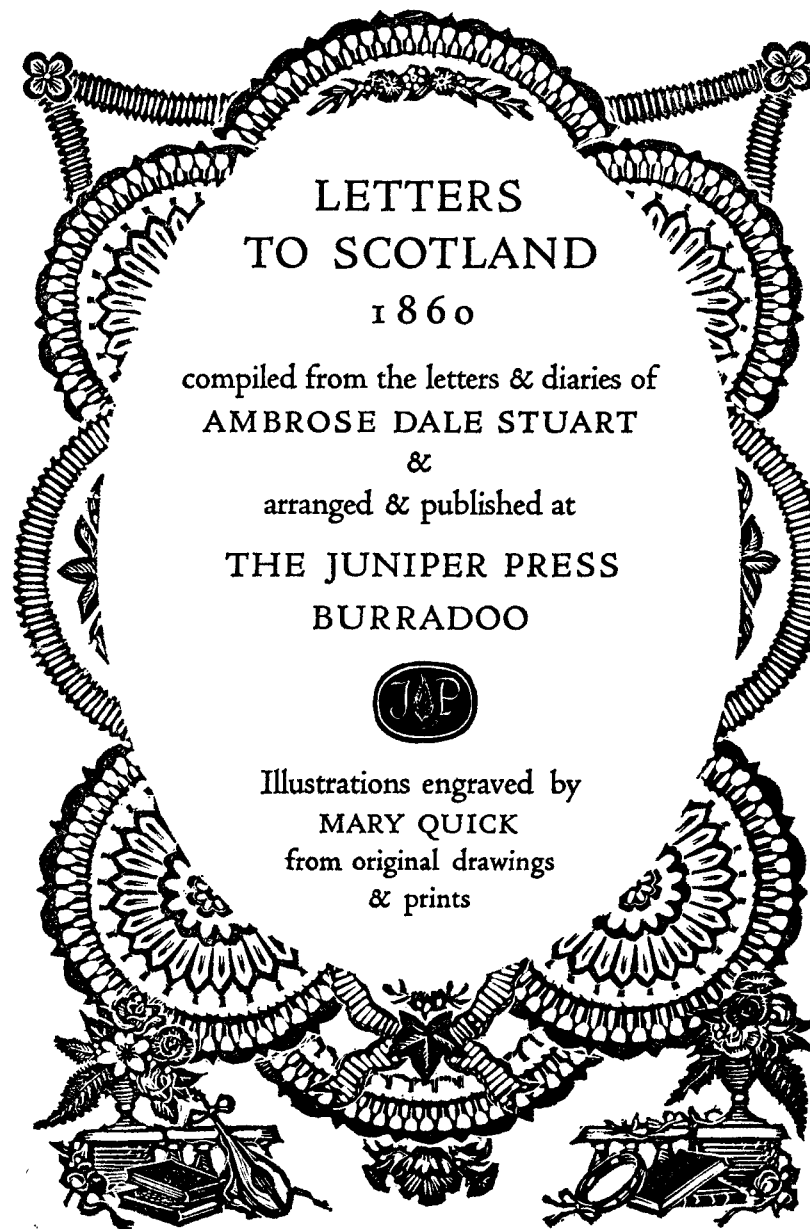 LETTERS
TO SCOTLAND
1860
compiled from the letters & diaries of
AMBROSE DALE STUART
&
arranged & published at
THE JUNIPER PRESS
BURRADOO
J P
Illustrations engraved by
MARY QUICK
from original drawings
& prints